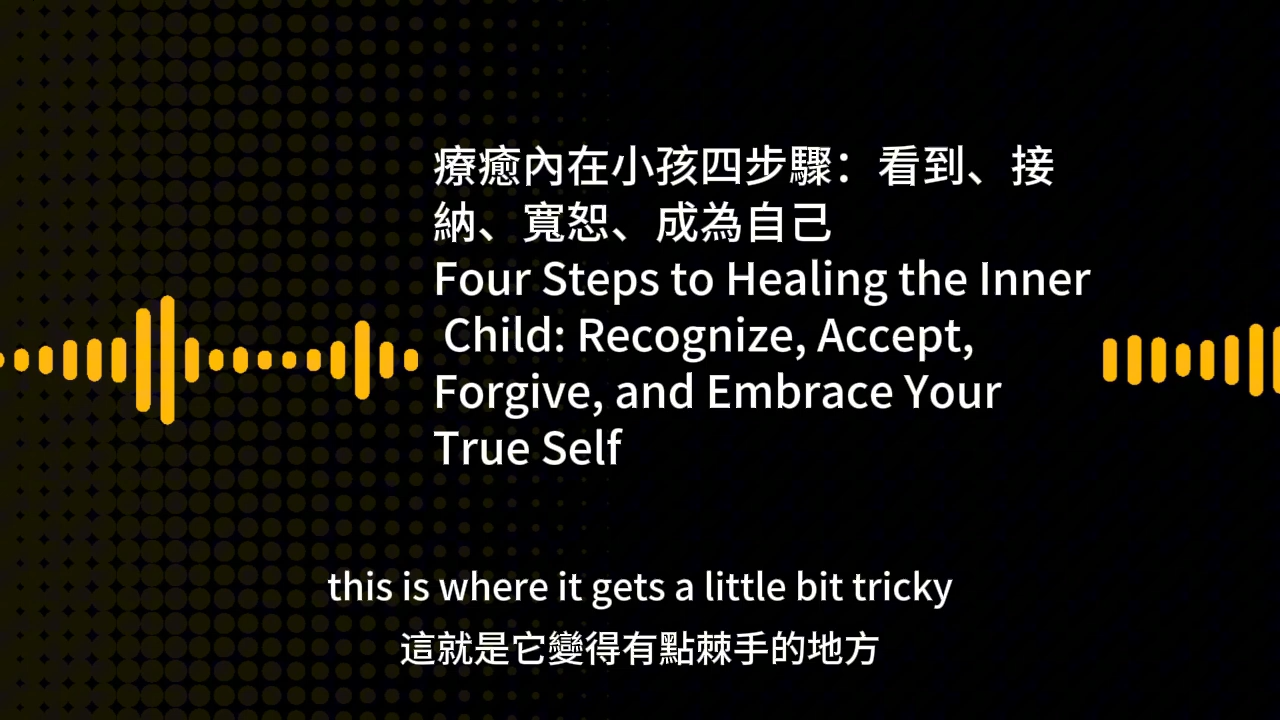 療癒內在小孩四步驟：看到、接
納、寬恕、成為自己
Four Steps to Healing the Inner
Child: Recognize, Accept,
Forgive, and Embrace Your
True Self
this is where it gets a little bit tricky
這就是它變得有點棘手的地方